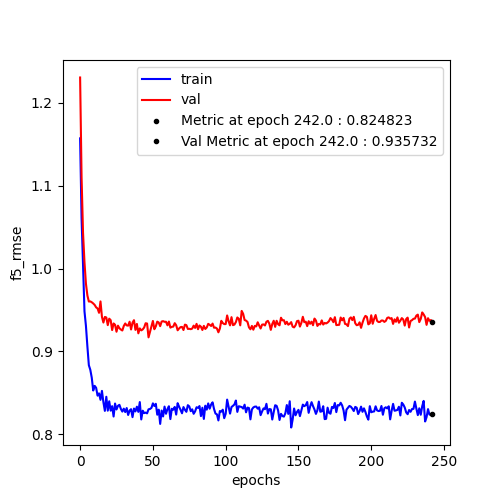 train
val
Metric at epoch 242.0 : 0.824823
Val Metric at epoch 242.0 : 0.935732
1.2
1.1
1.0
0.9
0.8
f5_rmse
0 50 100 150 200 250
epochs